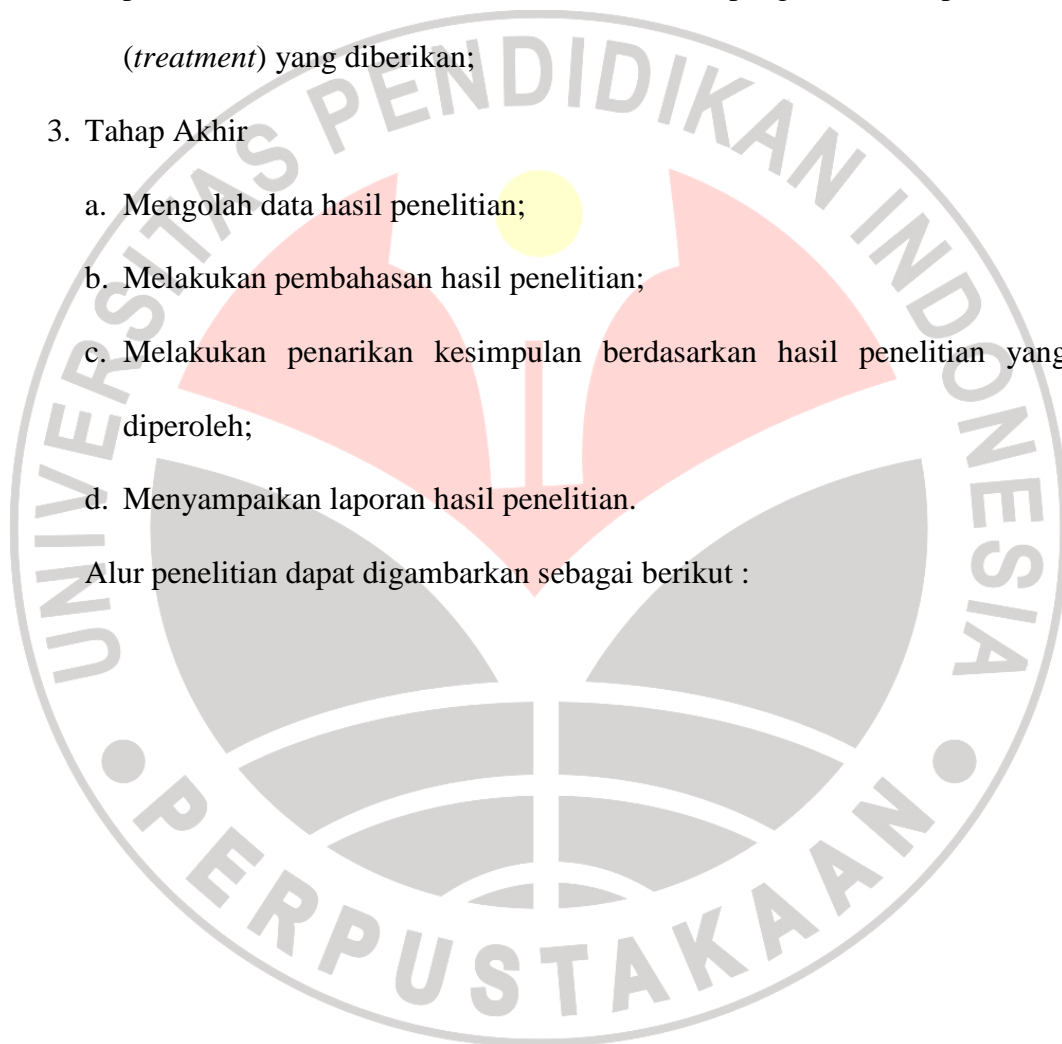 (treatment) yang diberikan;
3. Tahap Akhir
a. Mengolah data hasil penelitian;
b. Melakukan pembahasan hasil penelitian;
c. Melakukan penarikan kesimpulan berdasarkan hasil penelitian yang
diperoleh;
d. Menyampaikan laporan hasil penelitian.
Alur penelitian dapat digambarkan sebagai berikut :
UNIVERSITAS PENDIDIKAN INDONESIA
PERPUSTAKAAN